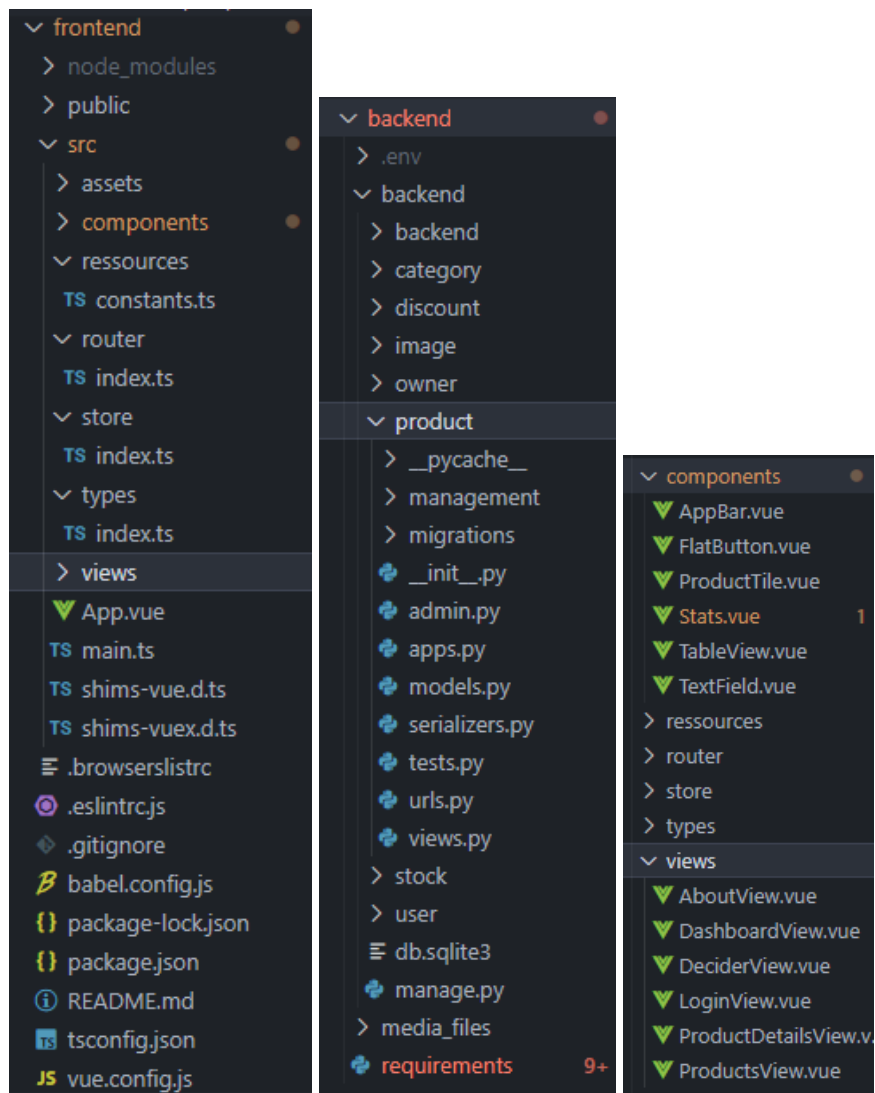 frontend
node_modules
public
src
assets
components
ressources
TS constants.ts
router
TS index.ts
store
TS index.ts
types
TS index.ts
views
App.vue
TS main.ts
TS shims-vue.d.ts
TS shims-vuex.d.ts
.browserslistrc
.eslintrc.js
.gitignore
babel.config.js
package-lock.json
package.json
README.md
TS tsconfig.json
JS vue.config.js
backend
.env
backend
backend
category
discount
image
owner
product
__pycache__
management
migrations
__init__.py
admin.py
apps.py
models.py
serializers.py
tests.py
urls.py
views.py
stock
user
db.sqlite3
manage.py
media_files
requirements 9+
components
AppBar.vue
FlatButton.vue
ProductTile.vue
Stats.vue 1
TableView.vue
TextField.vue
ressources
router
store
types
views
AboutView.vue
DashboardView.vue
DeciderView.vue
LoginView.vue
ProductDetailsView.v
ProductsView.vue